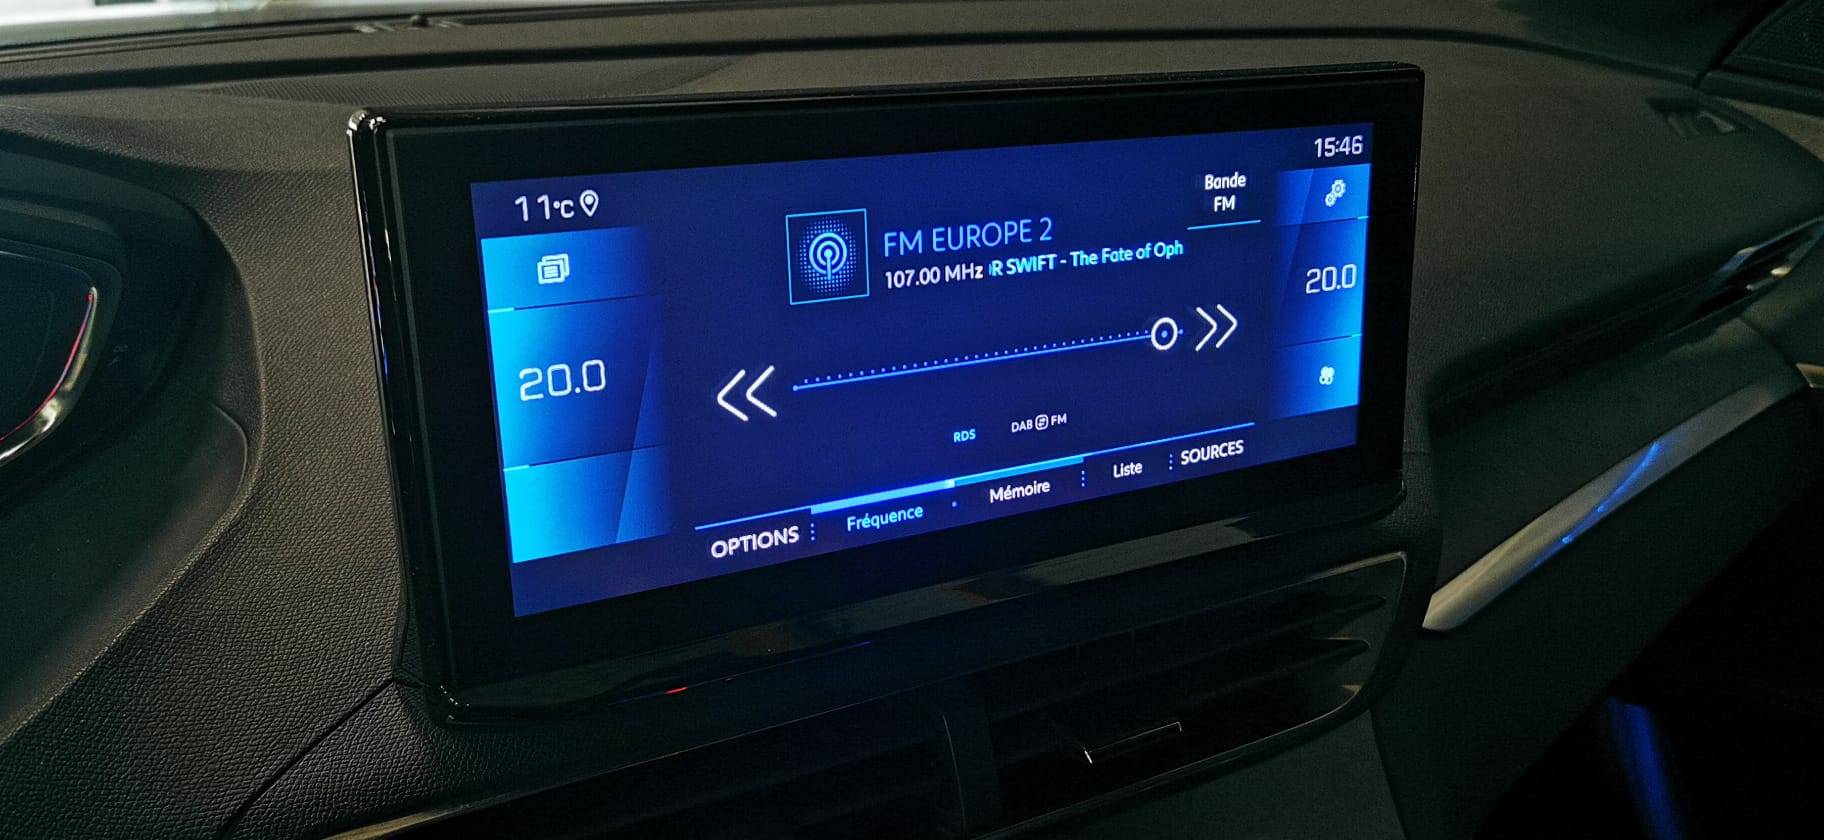 15:46
11°C
Bande
FM
FM EUROPE 2
107.00 MHz R SWIFT - The Fate of Oph
20.0
20.0
RDS
DAB FM
OPTIONS
Fréquence
Mémoire
Liste
SOURCES